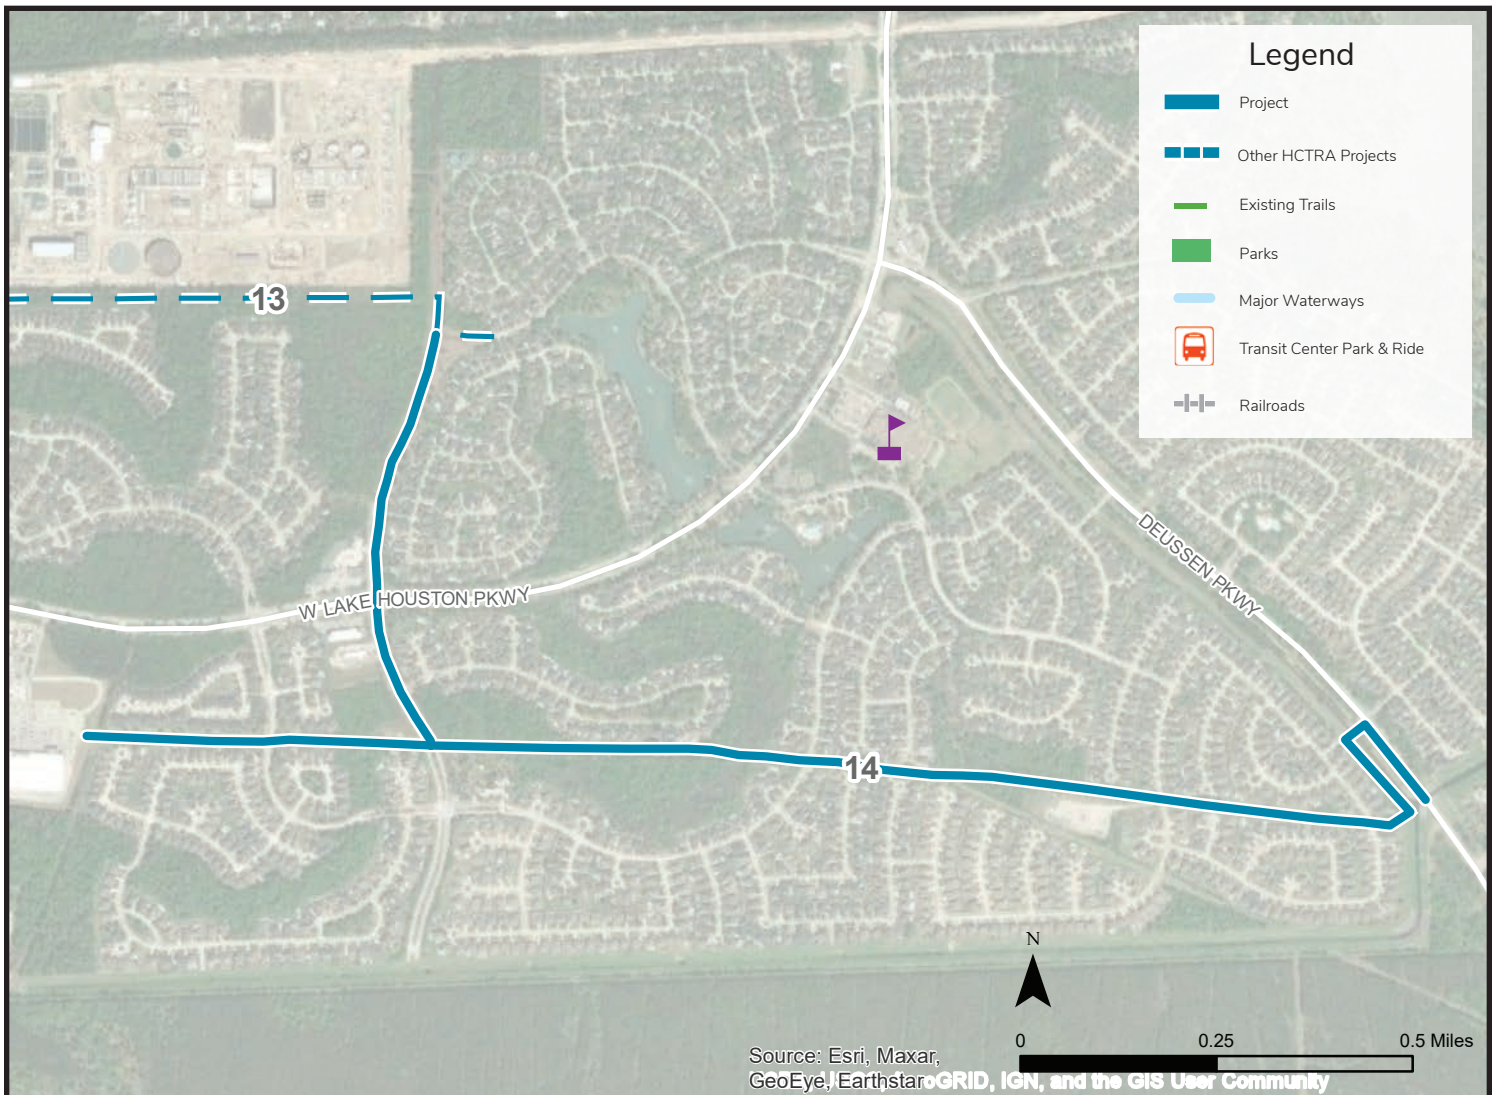 Legend
Project
Other HCTRA Projects
Existing Trails
Parks
Major Waterways
Transit Center Park & Ride
Railroads
13
W LAKE HOUSTON PKWY
DEUSSEN PKWY
14
N
0 0.25 0.5 Miles
Source: Esri, Maxar,
GeoEye, Earthstar oGRID, IGN, and the GIS User Community